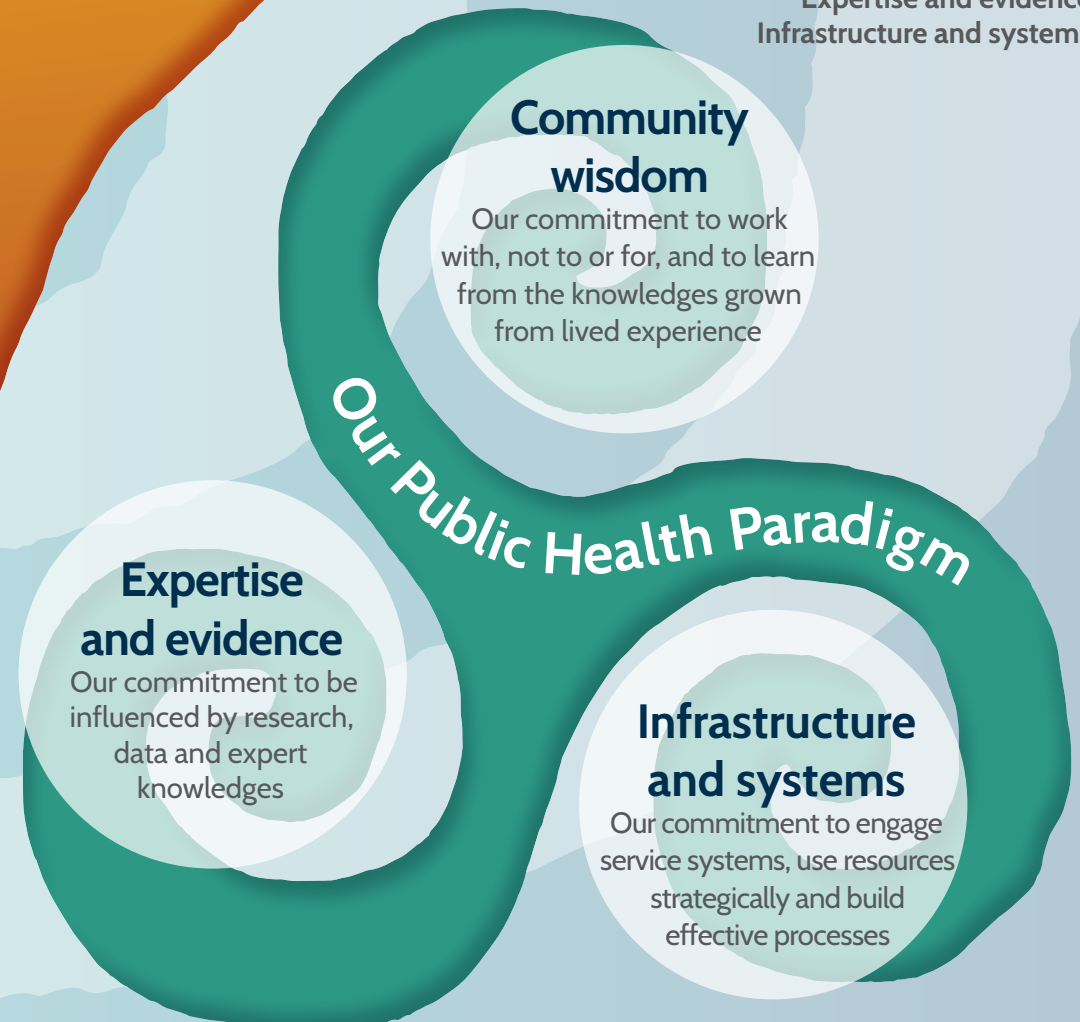 Expertise and evidence
Infrastructure and system
Community
wisdom
Our commitment to work
with, not to or for, and to learn
from the knowledges grown
from lived experience
Our Public Health Paradigm
Expertise
and evidence
Our commitment to be
influenced by research,
data and expert
knowledges
Infrastructure
and systems
Our commitment to engage
service systems, use resources
strategically and build
effective processes